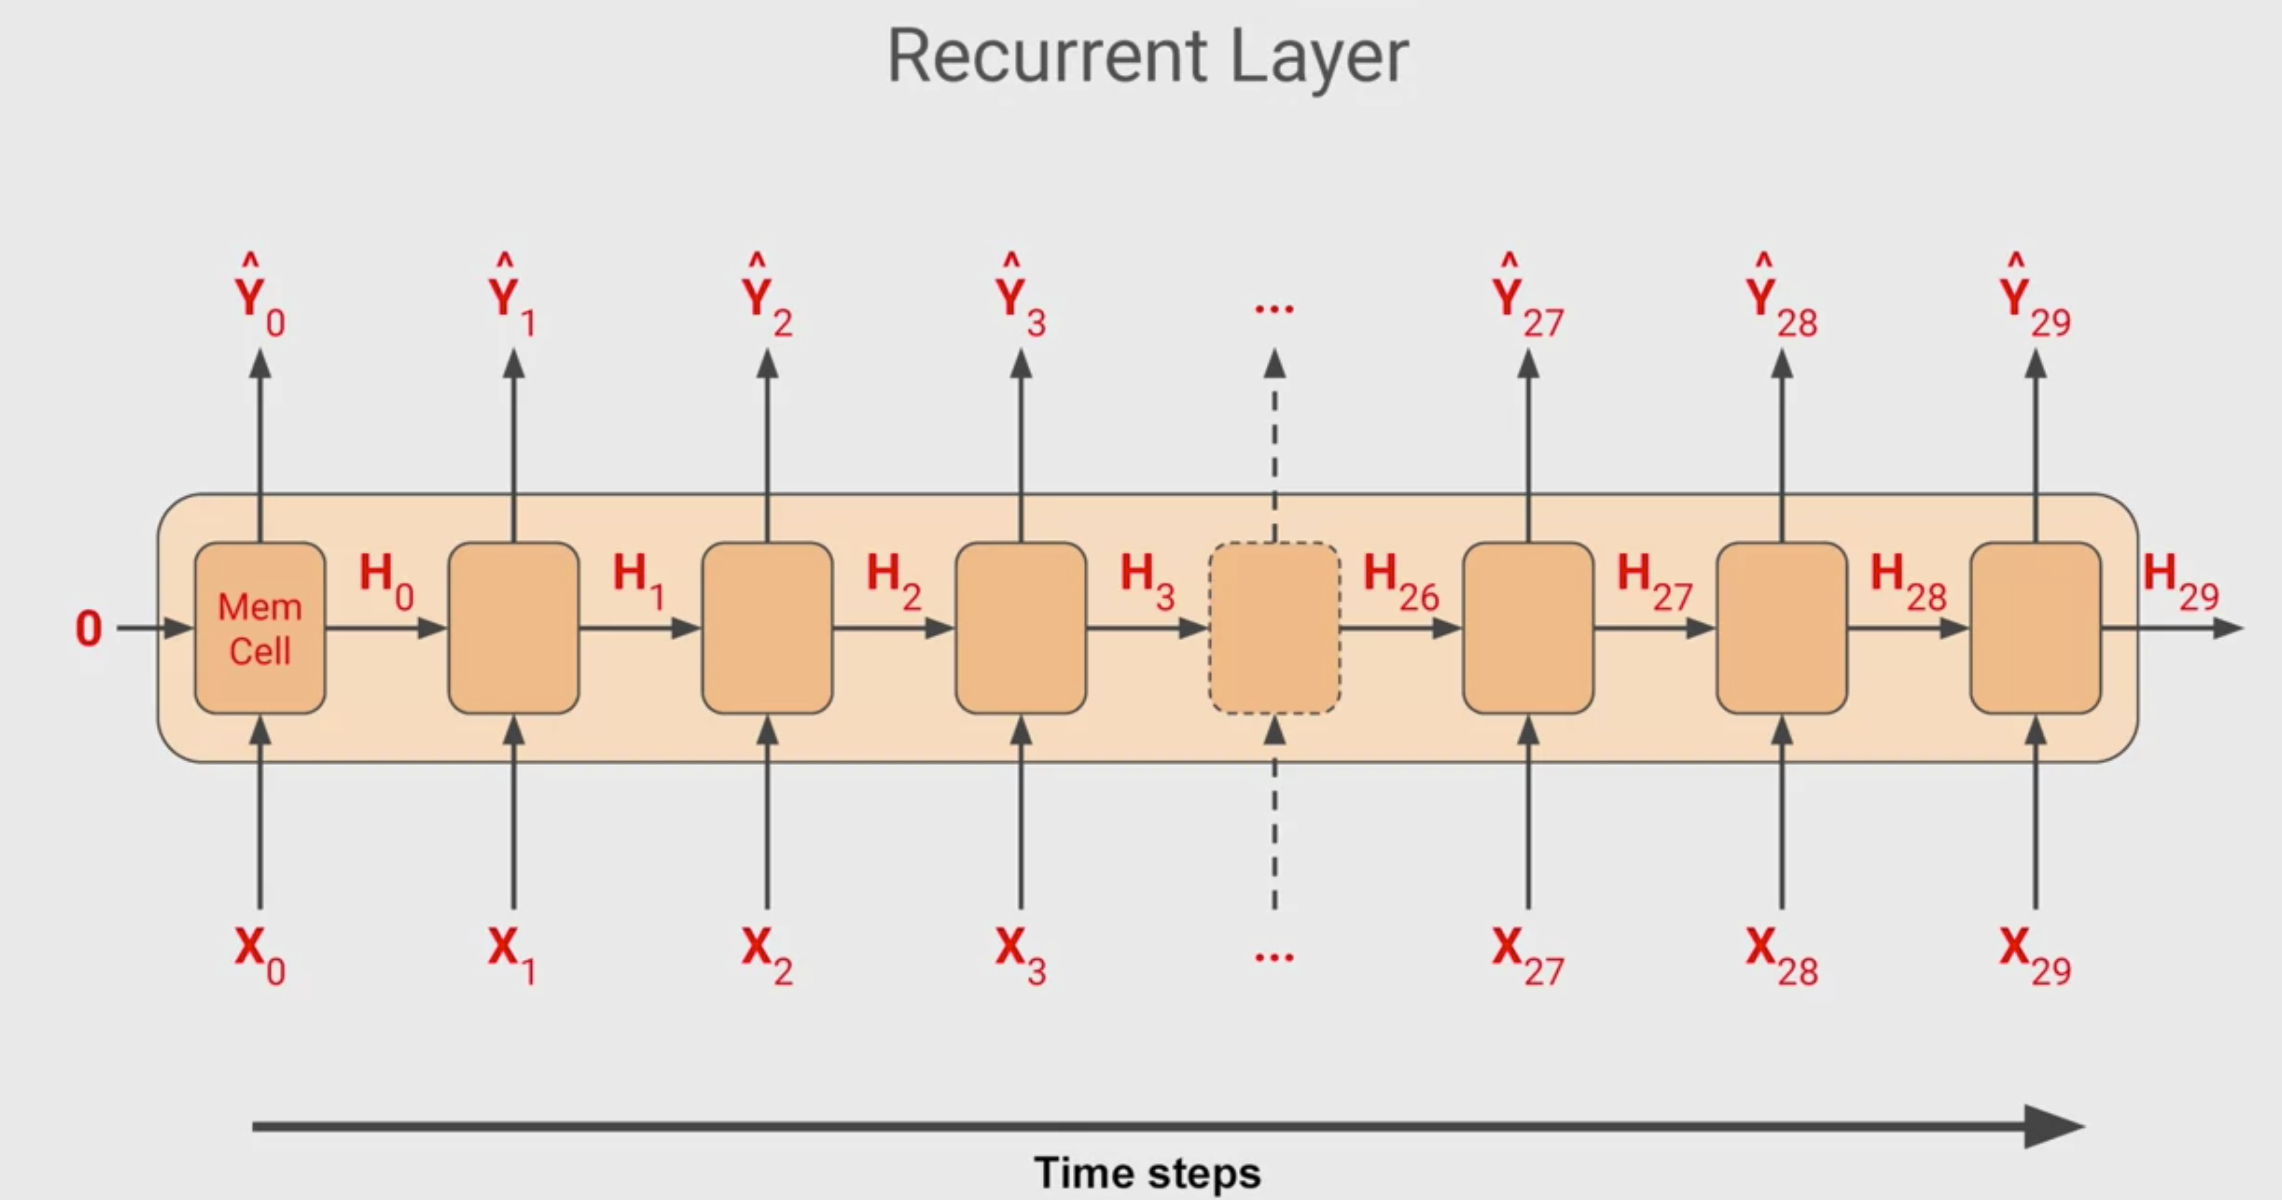 Recurrent Layer
Ŷ0 Ŷ1 Ŷ2 Ŷ3 ... Ŷ27 Ŷ28 Ŷ29
H0 H1 H2 H3 H26 H27 H28 H29
0
Mem
Cell
X0 X1 X2 X3 ... X27 X28 X29
Time steps